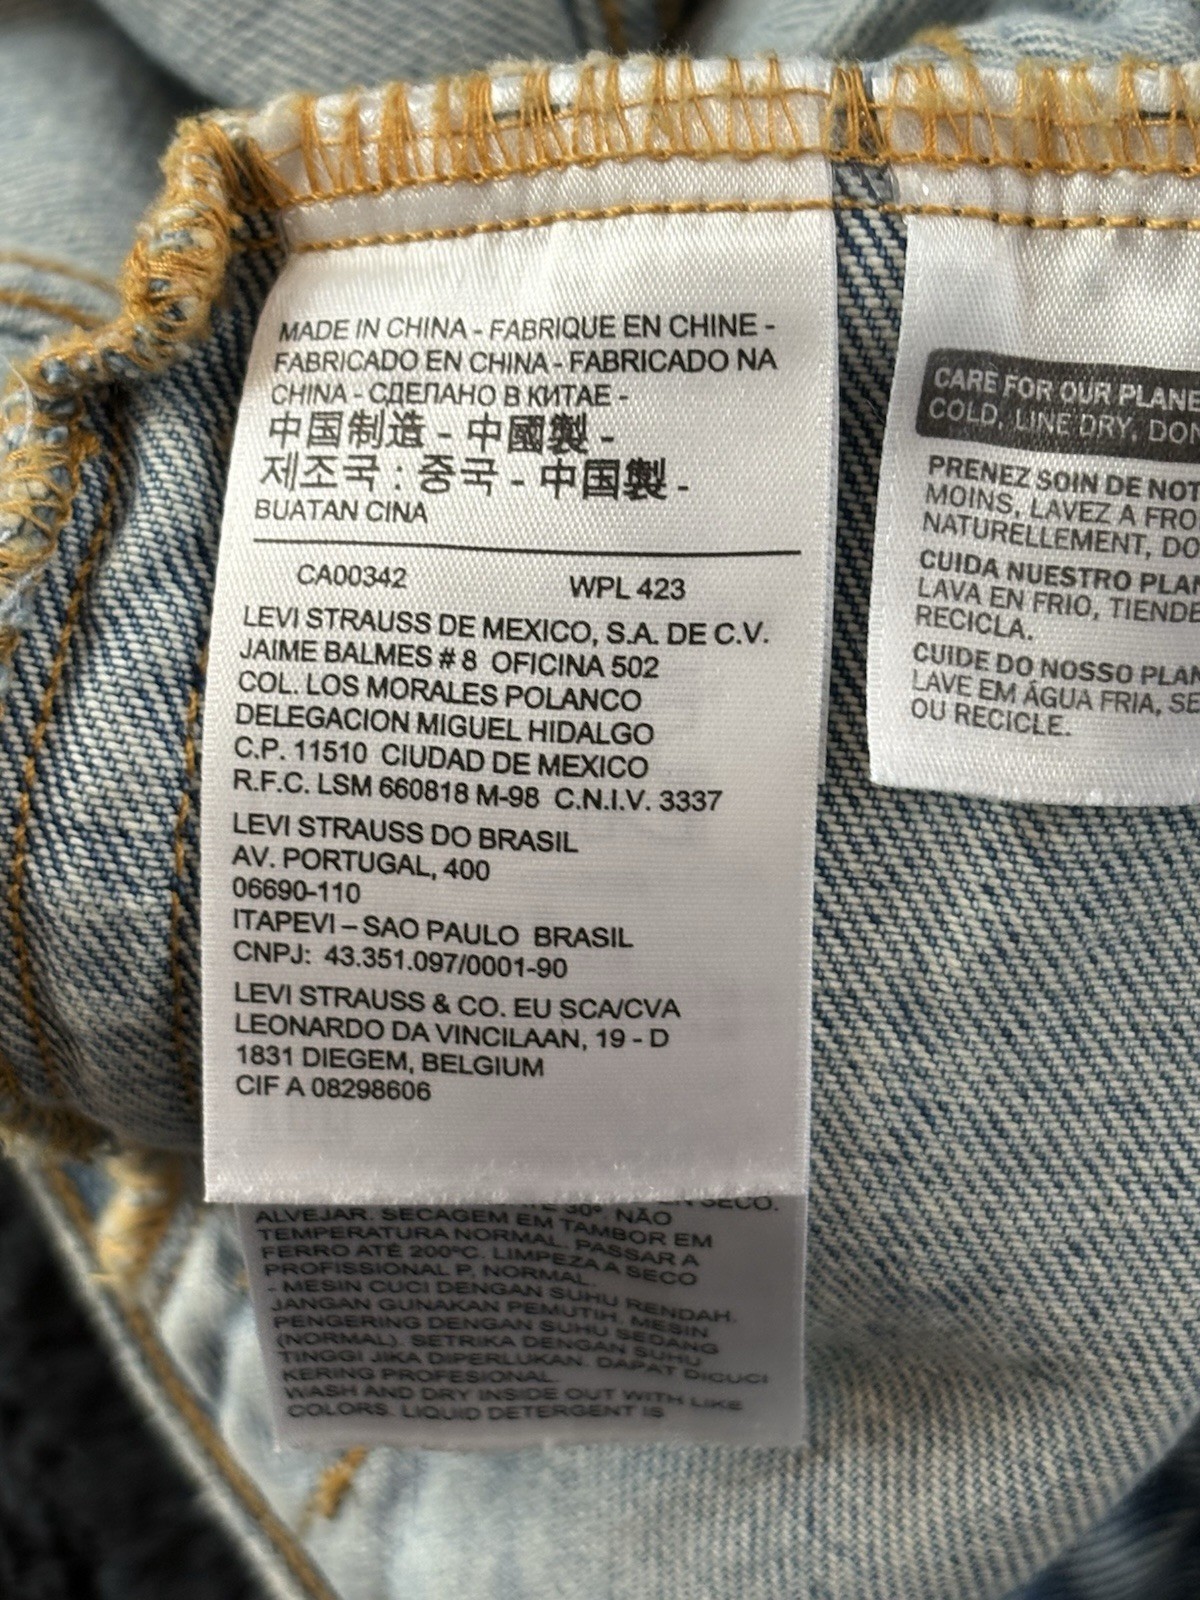 MADE IN CHINA - FABRIQUE EN CHINE -
FABRICADO EN CHINA - FABRICADO NA
CHINA - СДЕЛАНО В КИТАЕ -
中国制造 - 中國製 -
제조국 : 중국 - 中国製 -
BUATAN CINA
CA00342 WPL 423
LEVI STRAUSS DE MEXICO, S.A. DE C.V.
JAIME BALMES # 8 OFICINA 502
COL. LOS MORALES POLANCO
DELEGACION MIGUEL HIDALGO
C.P. 11510 CIUDAD DE MEXICO
R.F.C. LSM 660818 M-98 C.N.I.V. 3337
LEVI STRAUSS DO BRASIL
AV. PORTUGAL, 400
06690-110
ITAPEVI – SAO PAULO BRASIL
CNPJ: 43.351.097/0001-90
LEVI STRAUSS & CO. EU SCA/CVA
LEONARDO DA VINCILAAN, 19 - D
1831 DIEGEM, BELGIUM
CIF A 08298606
30º NÃO
ALVEJAR. SECAGEM EM TAMBOR EM
TEMPERATURA NORMAL. PASSAR A
FERRO ATÉ 200ºC. LIMPEZA A SECO
PROFISSIONAL P, NORMAL.
- MESIN CUCI DENGAN SUHU RENDAH.
JANGAN GUNAKAN PEMUTIH. MESIN
PENGERING DENGAN SUHU SEDANG
(NORMAL). SETRIKA DENGAN SUHU
TINGGI JIKA DIPERLUKAN. DAPAT DICUCI
KERING PROFESIONAL.
WASH AND DRY INSIDE OUT WITH LIKE
COLORS. LIQUID DETERGENT IS
CARE FOR OUR PLANE
COLD, LINE DRY, DON
PRENEZ SOIN DE NOT
MOINS, LAVEZ A FRO
NATURELLEMENT, DO
CUIDA NUESTRO PLA
LAVA EN FRIO, TIENDE
RECICLA.
CUIDE DO NOSSO PLAN
LAVE EM ÁGUA FRIA, SE
OU RECICLE.